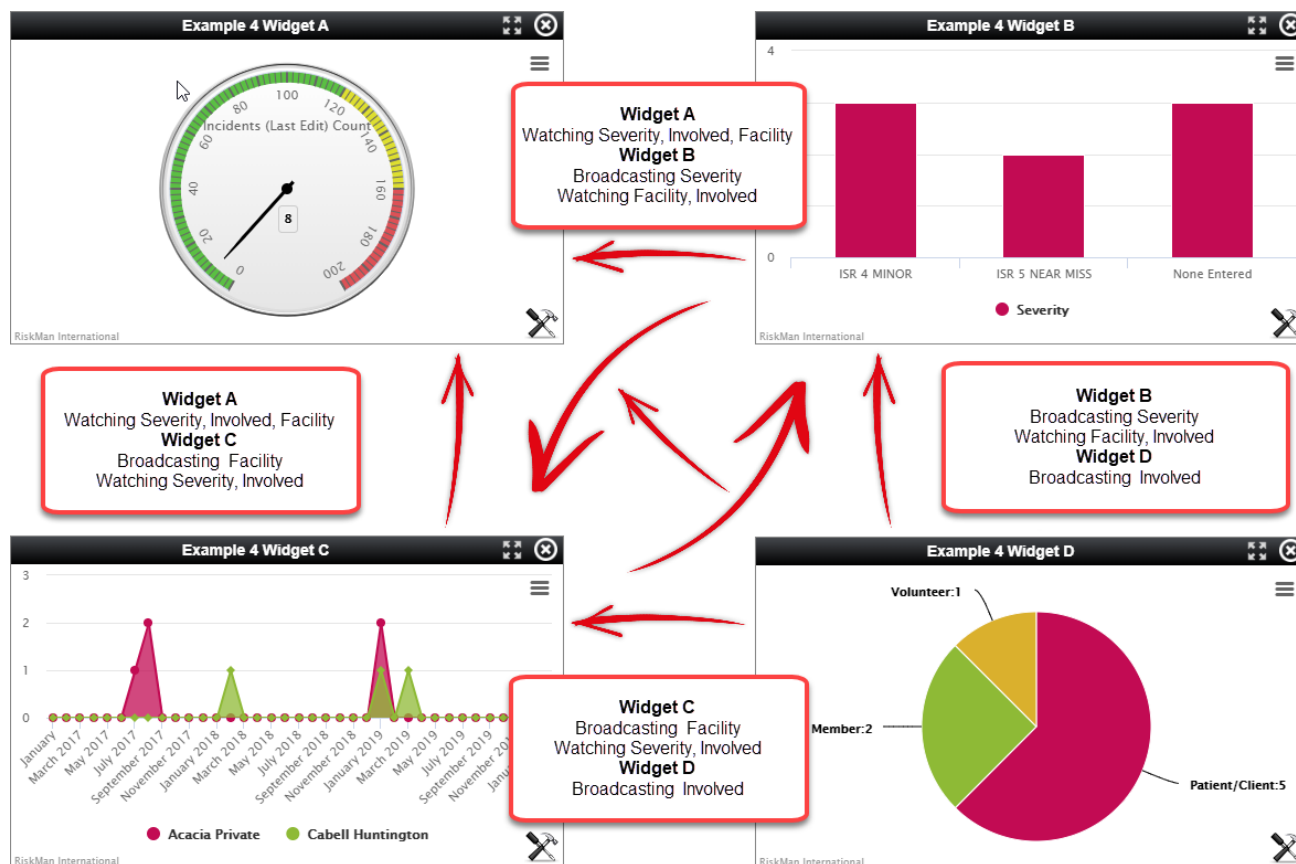 Example 4 Widget A
Incidents (Last Edit) Count
0
20
40
60
80
100
120
140
160
180
200
8
RiskMan International
Widget A
Watching Severity, Involved, Facility
Widget B
Broadcasting Severity
Watching Facility, Involved
Example 4 Widget B
4
0
ISR 4 MINOR
ISR 5 NEAR MISS
None Entered
Severity
RiskMan International
Widget A
Watching Severity, Involved, Facility
Widget C
Broadcasting Facility
Watching Severity, Involved
Widget B
Broadcasting Severity
Watching Facility, Involved
Widget D
Broadcasting Involved
Example 4 Widget C
3
2
1
0
January
March 2017
May 2017
July 2017
September 2017
November 2017
January 2018
March 2018
May 2018
July 2018
September 2018
November 2018
January 2019
March 2019
May 2019
July 2019
September 2019
November 2
Janua
Acacia Private
Cabell Huntington
RiskMan International
Widget C
Broadcasting Facility
Watching Severity, Involved
Widget D
Broadcasting Involved
Example 4 Widget D
Volunteer:1
Member:2
Patient/Client:5
RiskMan International